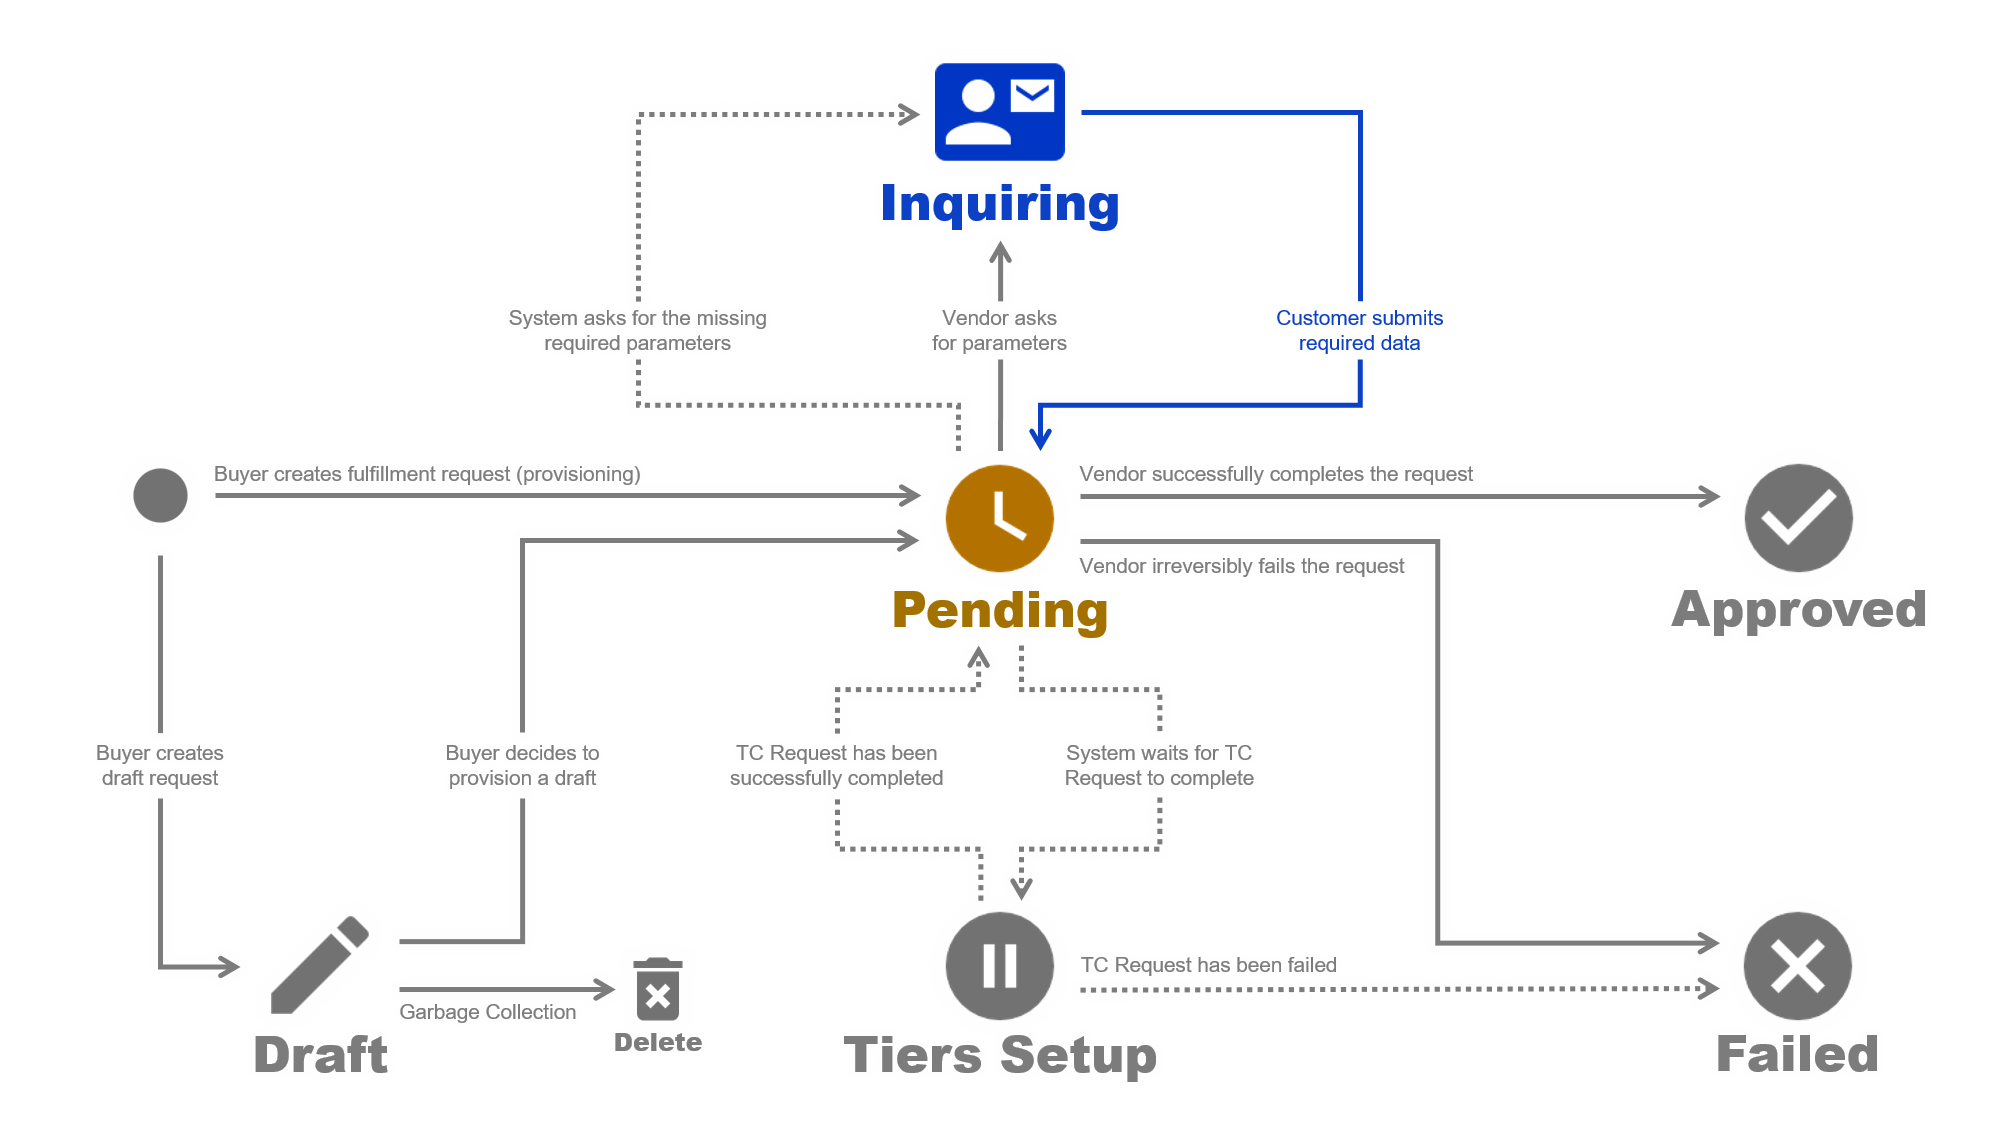 Inquiring
System asks for the missing
required parameters
Vendor asks
for parameters
Customer submits
required data
Buyer creates fulfillment request (provisioning)
Vendor successfully completes the request
Vendor irreversibly fails the request
Pending
Approved
Buyer creates
draft request
Buyer decides to
provision a draft
TC Request has been
successfully completed
System waits for TC
Request to complete
TC Request has been failed
Garbage Collection
Delete
Draft
Tiers Setup
Failed